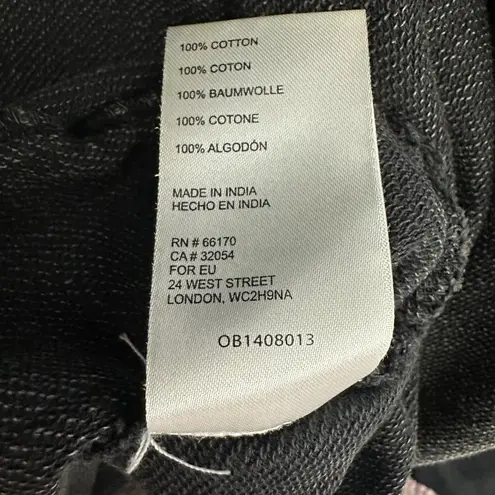 100% COTTON
100% COTON
100% BAUMWOLLE
100% COTONE
100% ALGODÓN
MADE IN INDIA
HECHO EN INDIA
RN # 66170
CA # 32054
FOR EU
24 WEST STREET
LONDON, WC2H9NA
OB1408013